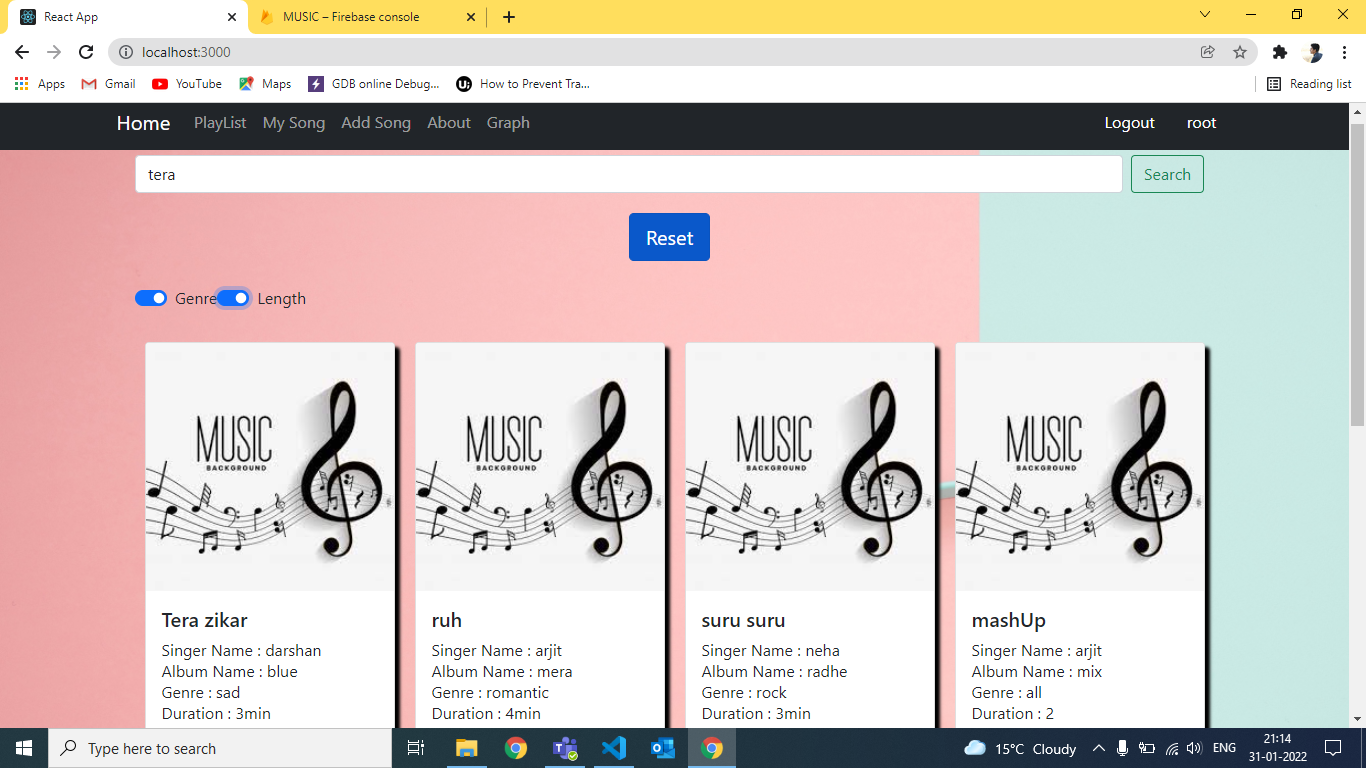 React App
MUSIC – Firebase console
localhost:3000
Apps
Gmail
YouTube
Maps
GDB online Debug...
How to Prevent Tra...
Reading list
Home
PlayList
My Song
Add Song
About
Graph
Logout
root
tera
Search
Reset
Genre
Length
MUSIC
BACKGROUND
MUSIC
BACKGROUND
MUSIC
BACKGROUND
MUSIC
BACKGROUND
Tera zikar
Singer Name : darshan
Album Name : blue
Genre : sad
Duration : 3min
ruh
Singer Name : arjit
Album Name : mera
Genre : romantic
Duration : 4min
suru suru
Singer Name : neha
Album Name : radhe
Genre : rock
Duration : 3min
mashUp
Singer Name : arjit
Album Name : mix
Genre : all
Duration : 2
Type here to search
15°C Cloudy
ENG
21:14
31-01-2022